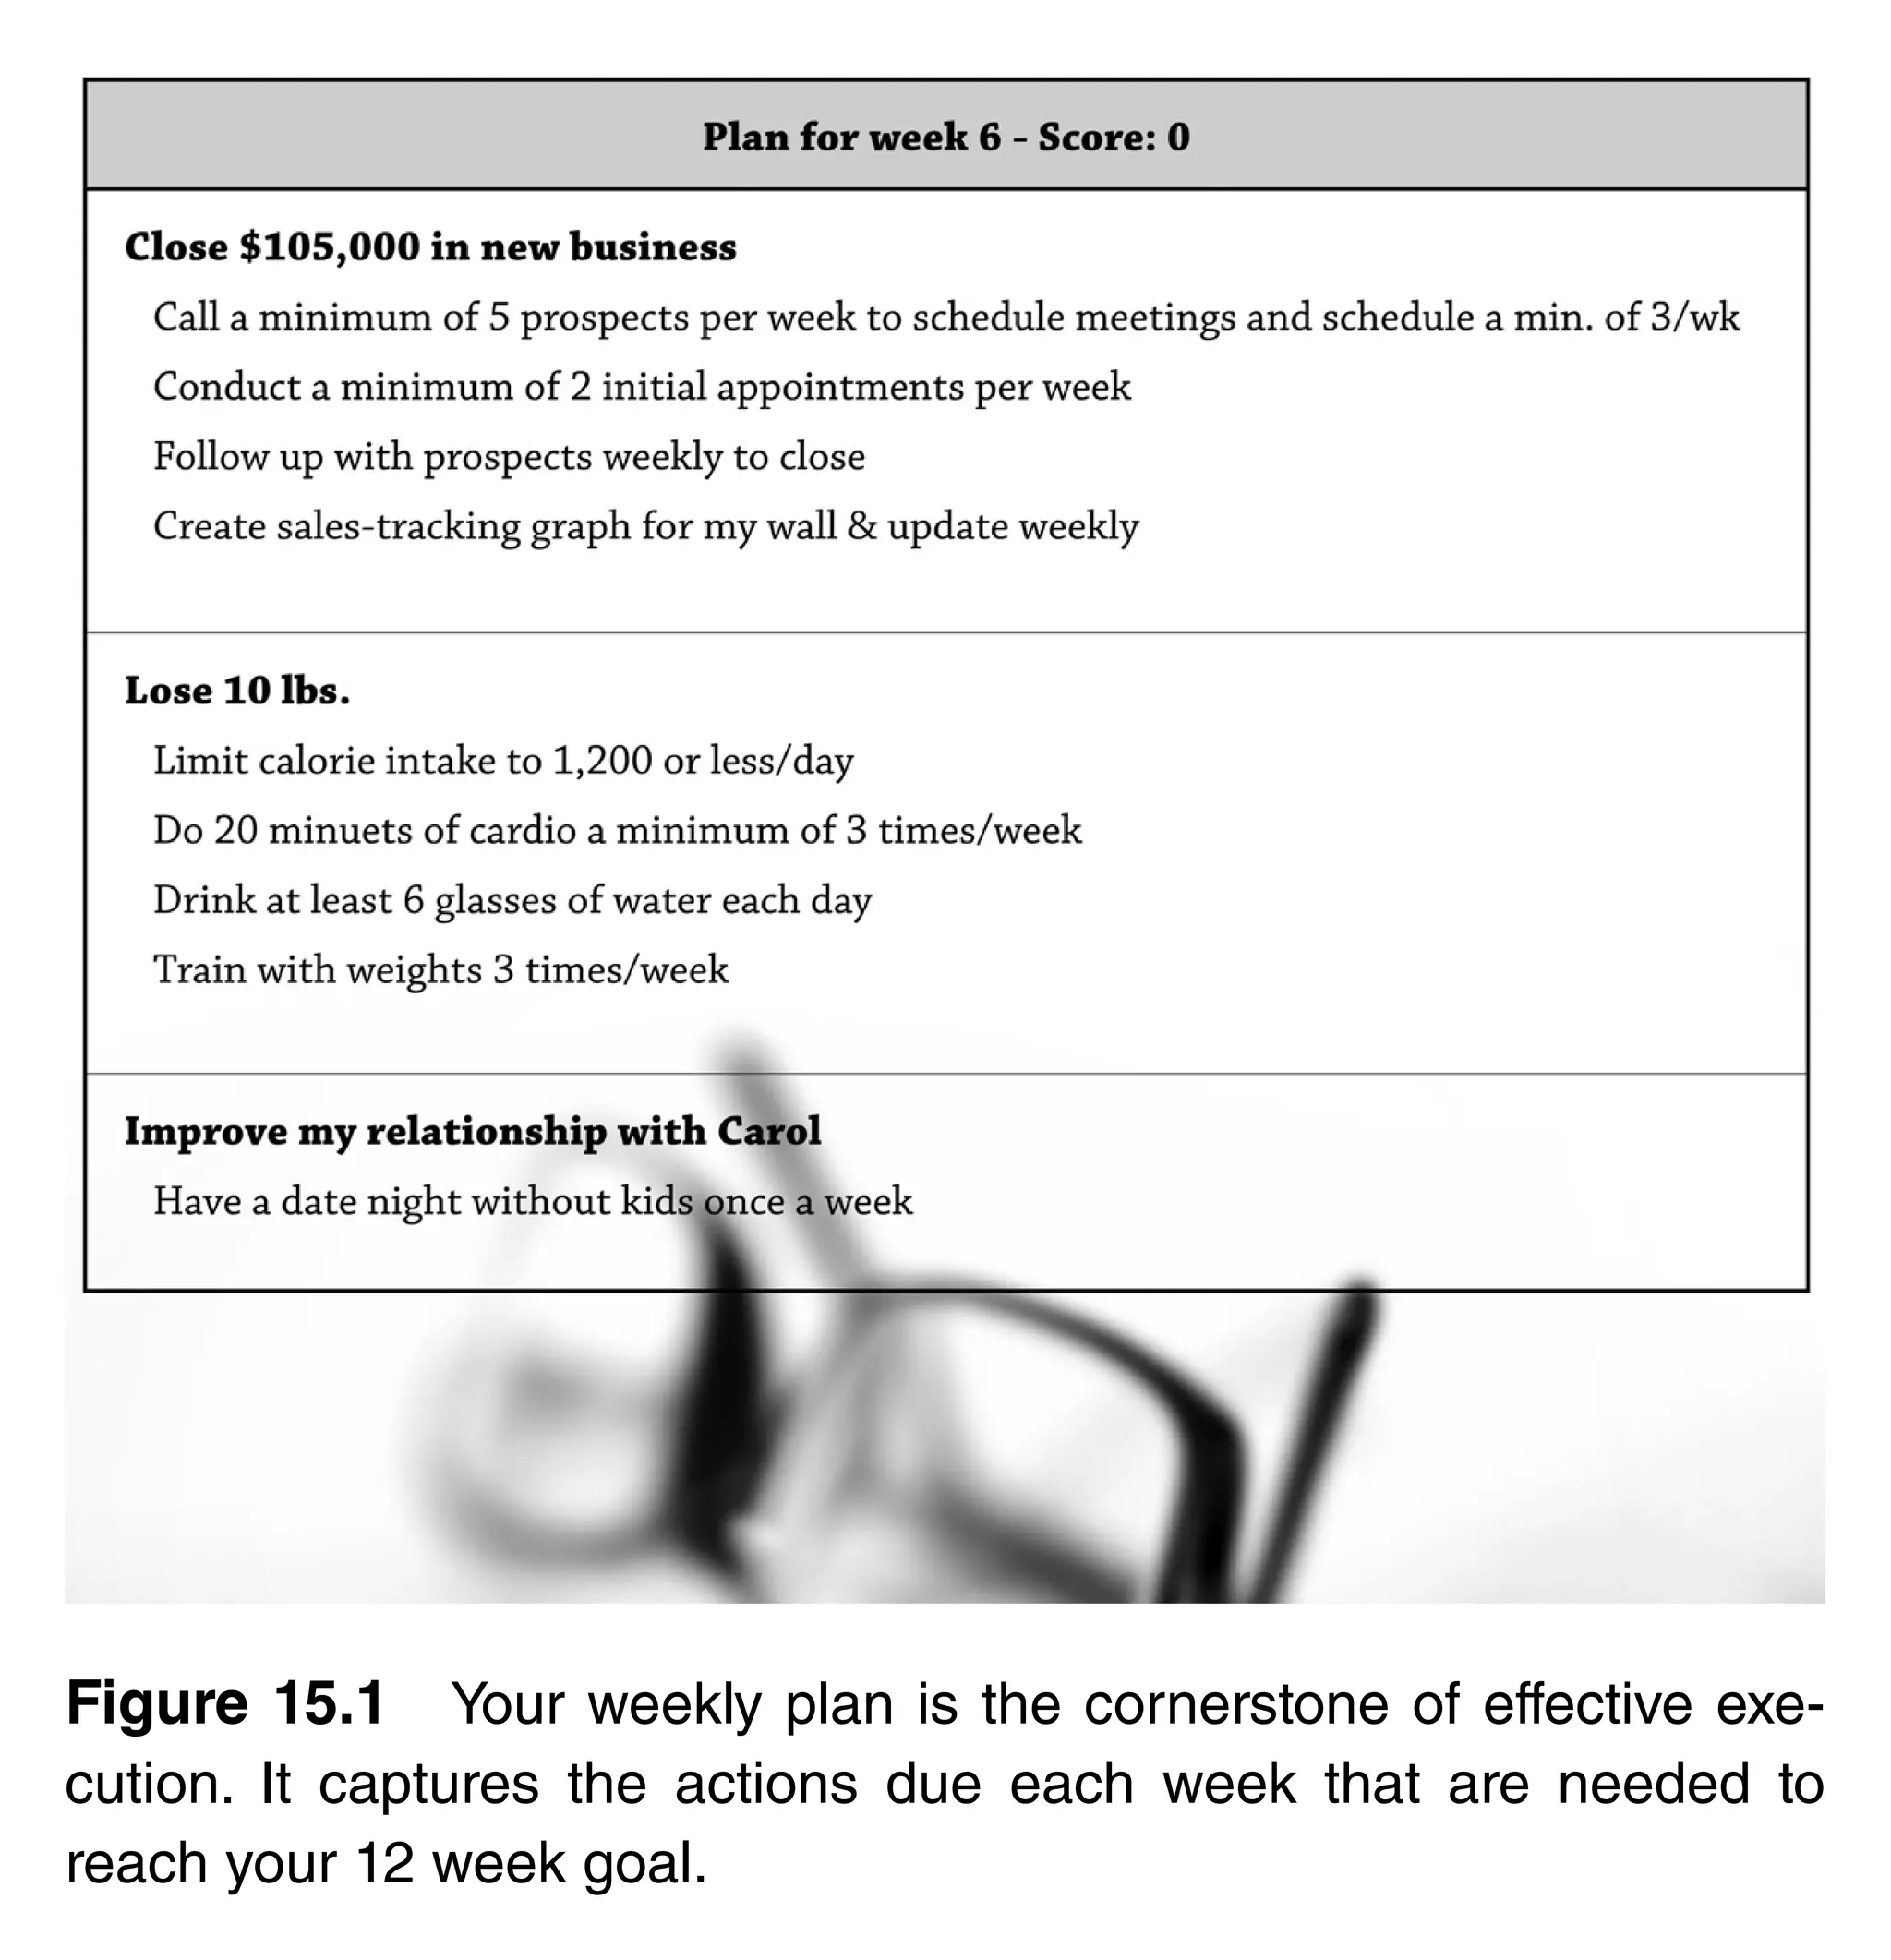 Plan for week 6 - Score: 0
Close $105,000 in new business
Call a minimum of 5 prospects per week to schedule meetings and schedule a min. of 3/wk
Conduct a minimum of 2 initial appointments per week
Follow up with prospects weekly to close
Create sales-tracking graph for my wall & update weekly
Lose 10 lbs.
Limit calorie intake to 1,200 or less/day
Do 20 minuets of cardio a minimum of 3 times/week
Drink at least 6 glasses of water each day
Train with weights 3 times/week
Improve my relationship with Carol
Have a date night without kids once a week
Figure 15.1 Your weekly plan is the cornerstone of effective exe-
cution. It captures the actions due each week that are needed to
reach your 12 week goal.